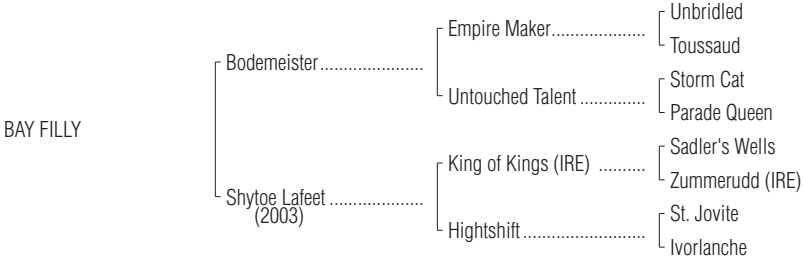 Unbridled
Empire Maker....................
Toussaud
Bodemeister......................
Storm Cat
Untouched Talent ..............
Parade Queen
BAY FILLY
Sadler's Wells
King of Kings (IRE) ..........
Zummerudd (IRE)
Shytoe Lafeet ....................
(2003)
St. Jovite
Hightshift..........................
Ivorlanche